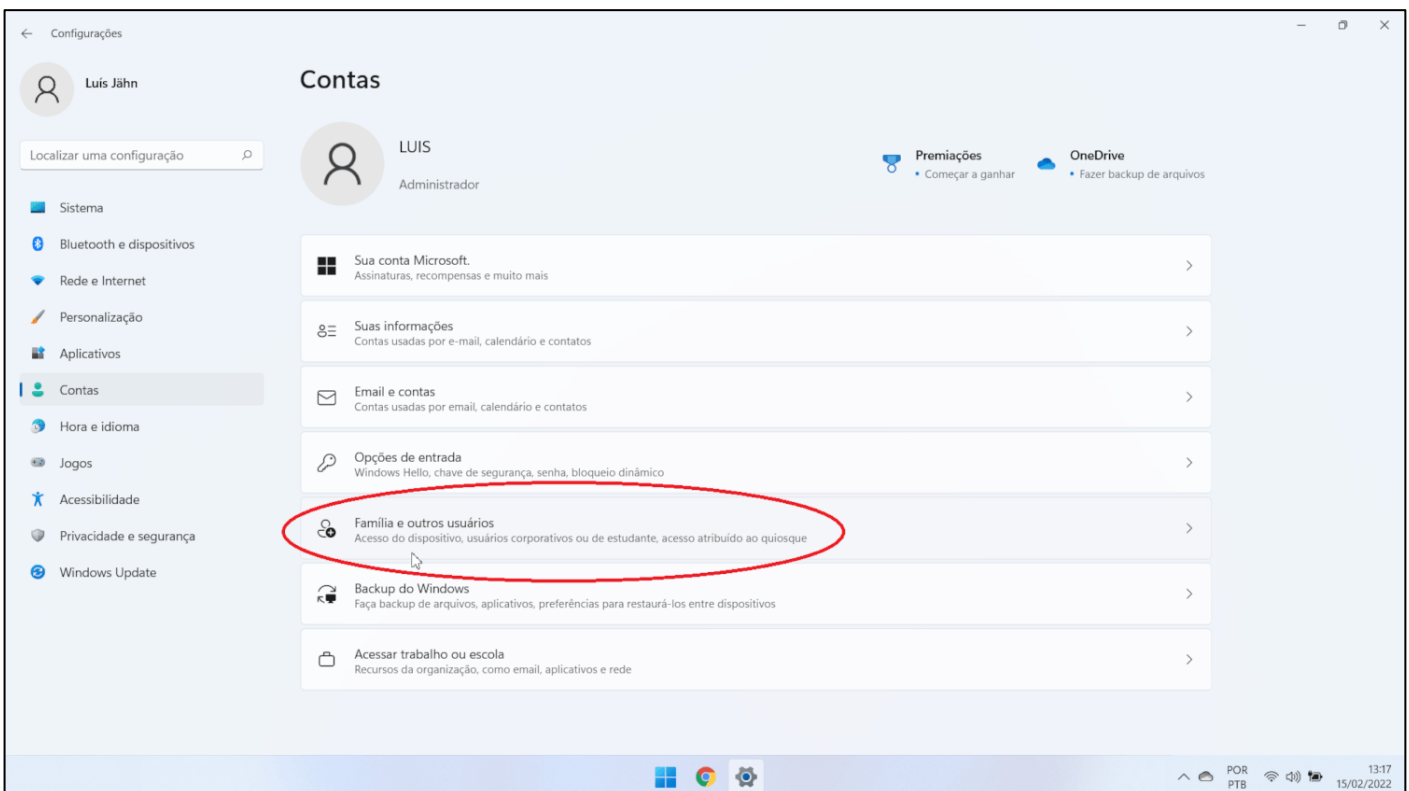 Configurações
Luís Jähn
Localizar uma configuração
Sistema
Bluetooth e dispositivos
Rede e Internet
Personalização
Aplicativos
Contas
Hora e idioma
Jogos
Acessibilidade
Privacidade e segurança
Windows Update
Contas
LUIS
Administrador
Premiações
• Começar a ganhar
OneDrive
• Fazer backup de arquivos
Sua conta Microsoft.
Assinaturas, recompensas e muito mais
Suas informações
Contas usadas por e-mail, calendário e contatos
Email e contas
Contas usadas por email, calendário e contatos
Opções de entrada
Windows Hello, chave de segurança, senha, bloqueio dinâmico
Família e outros usuários
Acesso do dispositivo, usuários corporativos ou de estudante, acesso atribuído ao quiosque
Backup do Windows
Faça backup de arquivos, aplicativos, preferências para restaurá-los entre dispositivos
Acessar trabalho ou escola
Recursos da organização, como email, aplicativos e rede
POR
PTB
13:17
15/02/2022